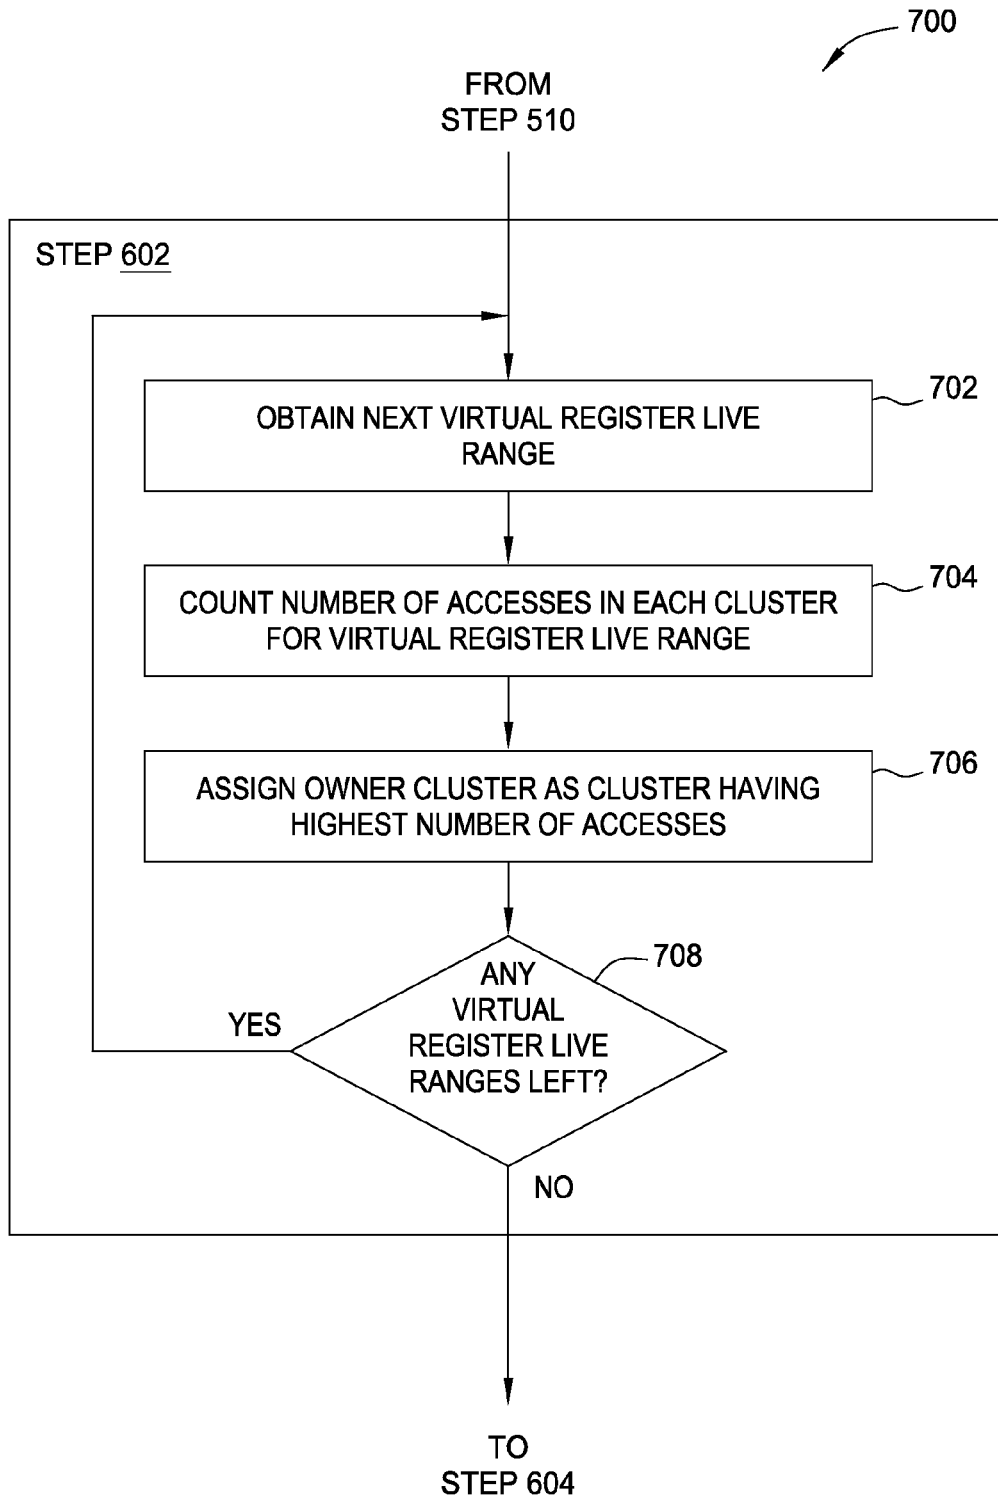 700
FROM
STEP 510
STEP 602
OBTAIN NEXT VIRTUAL REGISTER LIVE
RANGE
702
COUNT NUMBER OF ACCESSES IN EACH CLUSTER
FOR VIRTUAL REGISTER LIVE RANGE
704
ASSIGN OWNER CLUSTER AS CLUSTER HAVING
HIGHEST NUMBER OF ACCESSES
706
ANY
VIRTUAL
REGISTER LIVE
RANGES LEFT?
708
YES
NO
TO
STEP 604